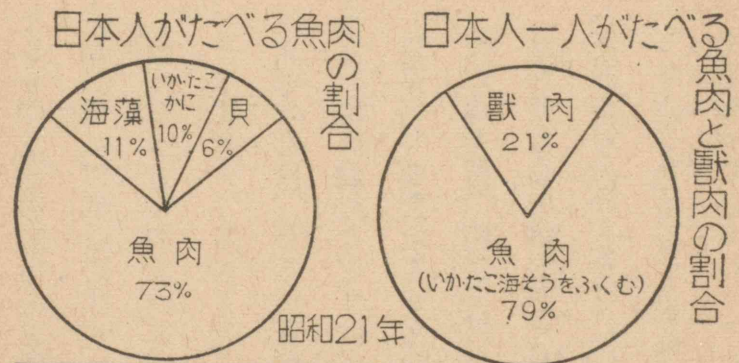 日本人がたべる魚肉の割合
海藻
11%
いか・たこ
かに
10%
貝
6%
魚肉
73%
日本人一人がたべる魚肉と獸肉の割合
獸肉
21%
魚肉
(いか・たこ海そうをふくむ)
79%
昭和21年